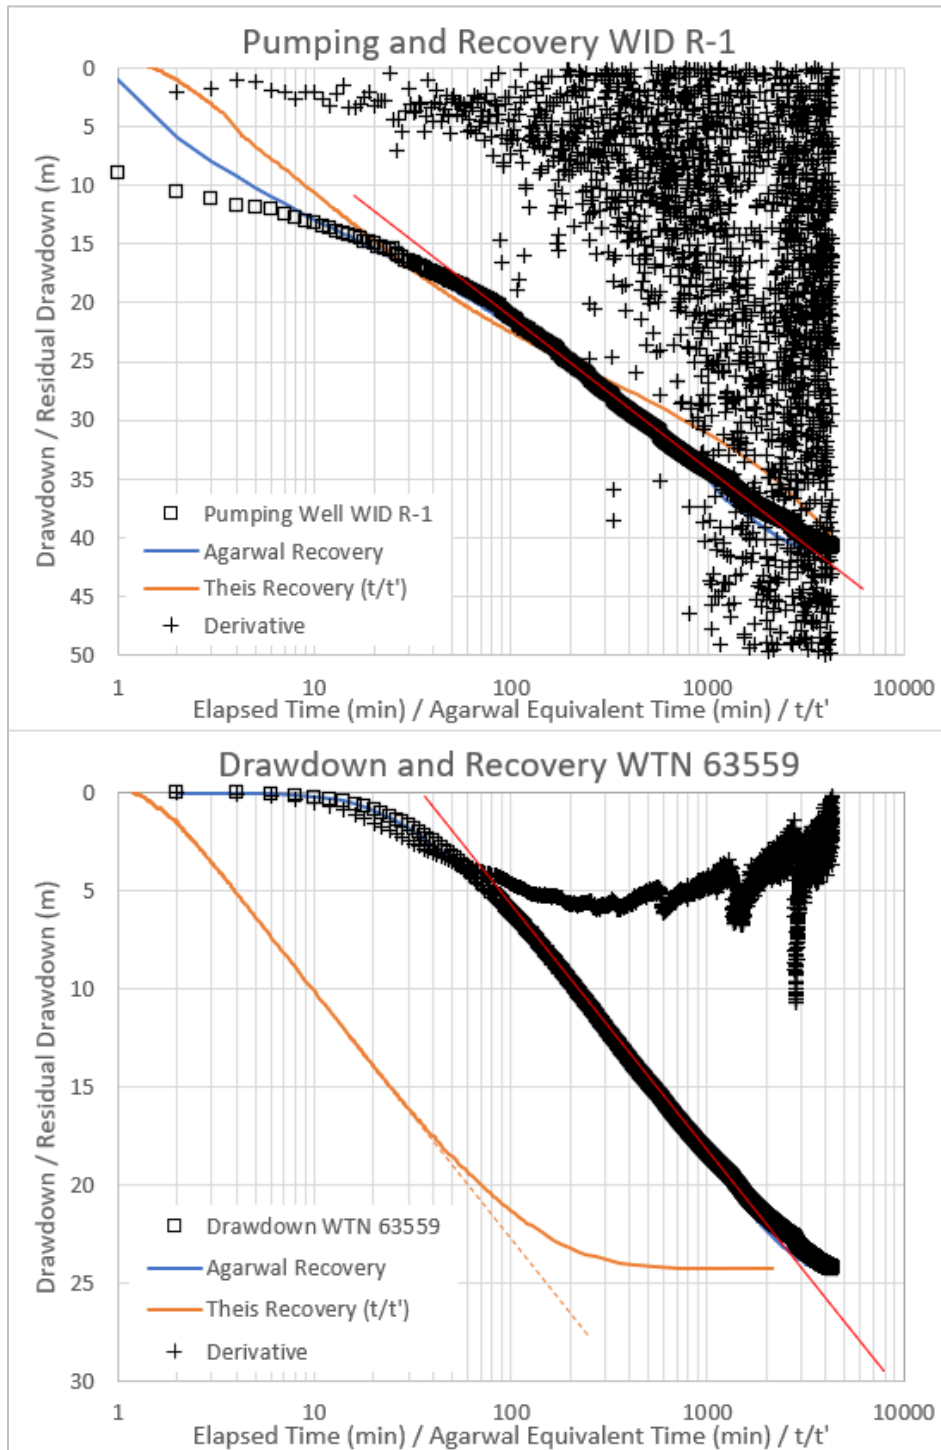 Pumping and Recovery WID R-1
Drawdown / Residual Drawdown (m)
0
5
10
15
20
25
30
35
40
45
50
Pumping Well WID R-1
Agarwal Recovery
Theis Recovery (t/t')
Derivative
1 10 100 1000 10000
Elapsed Time (min) / Agarwal Equivalent Time (min) / t/t'
Drawdown and Recovery WTN 63559
Drawdown / Residual Drawdown (m)
0
5
10
15
20
25
30
Drawdown WTN 63559
Agarwal Recovery
Theis Recovery (t/t')
Derivative
1 10 100 1000 10000
Elapsed Time (min) / Agarwal Equivalent Time (min) / t/t'